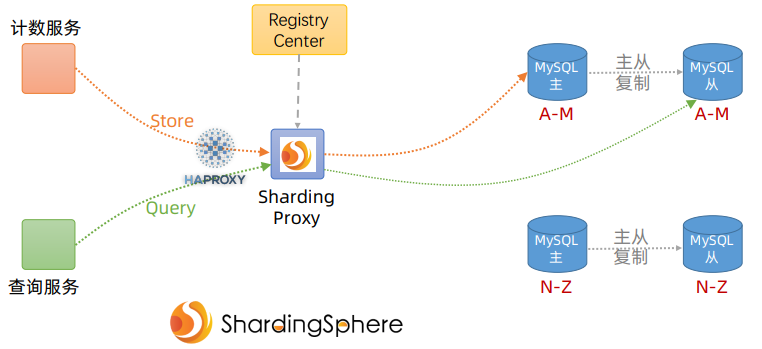 计数服务
Registry
Center
Store
HAPROXY
Query
Sharding
Proxy
查询服务
MySQL
主
A-M
主从
复制
MySQL
从
A-M
MySQL
主
N-Z
主从
复制
MySQL
从
N-Z
ShardingSphere